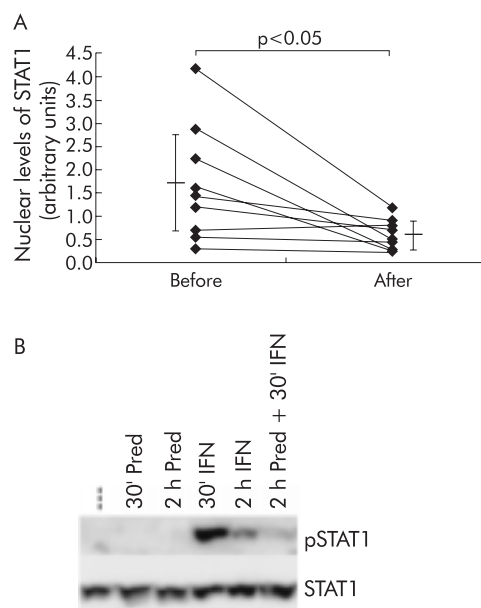 A
p<0.05
Nuclear levels of STAT1
(arbitrary units)
4.5
4.0
3.5
3.0
2.5
2.0
1.5
1.0
0.5
0.0
Before
After
B
30' Pred
2 h Pred
30' IFN
2 h IFN
2 h Pred + 30' IFN
pSTAT1
STAT1